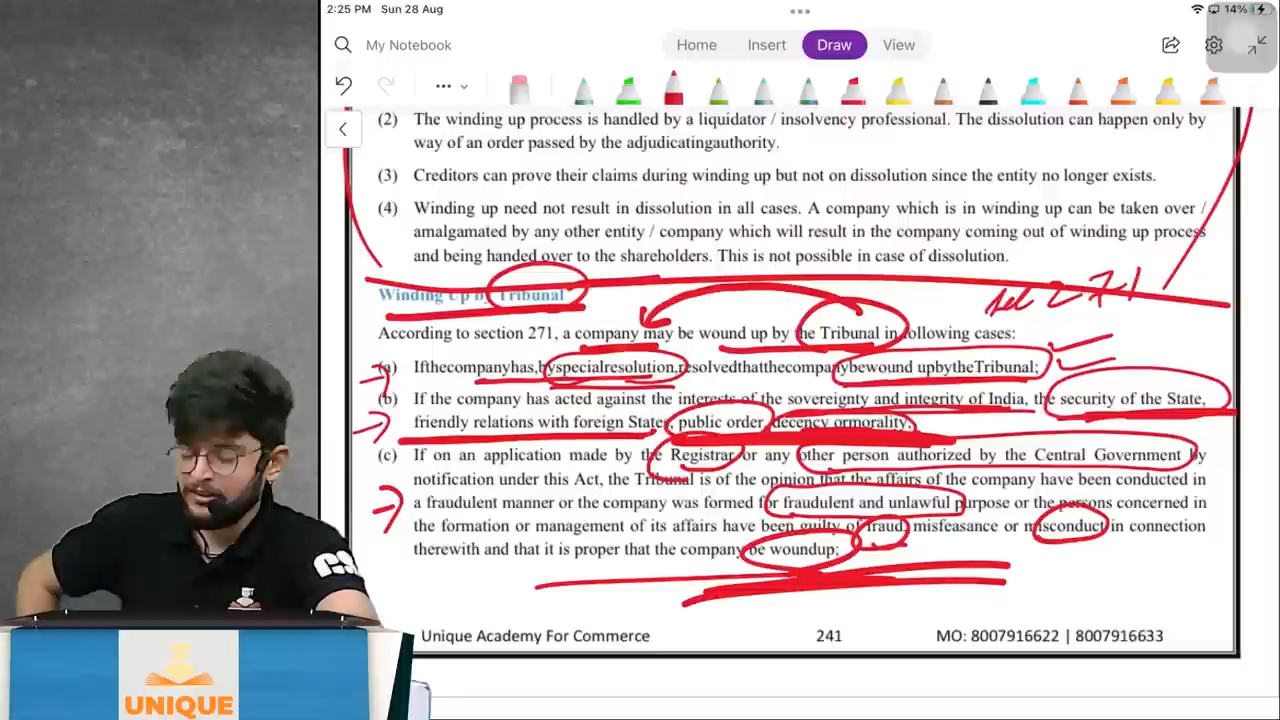 2:25 PM Sun 28 Aug
14%
My Notebook
Home
Insert
Draw
View
(2) The winding up process is handled by a liquidator / insolvency professional. The dissolution can happen only by
way of an order passed by the adjudicatingauthority.
(3) Creditors can prove their claims during winding up but not on dissolution since the entity no longer exists.
(4) Winding up need not result in dissolution in all cases. A company which is in winding up can be taken over /
amalgamated by any other entity / company which will result in the company coming out of winding up process
and being handed over to the shareholders. This is not possible in case of dissolution.
Winding Up by Tribunal
sec 271
According to section 271, a company may be wound up by the Tribunal in following cases:
(a) Ifthecompanyhas,byspecialresolution,resolvedthatthecompanybewound upbytheTribunal;
(b) If the company has acted against the interests of the sovereignty and integrity of India, the security of the State,
friendly relations with foreign States, public order, decency ormorality,
(c) If on an application made by the Registrar or any other person authorized by the Central Government by
notification under this Act, the Tribunal is of the opinion that the affairs of the company have been conducted in
a fraudulent manner or the company was formed for fraudulent and unlawful purpose or the persons concerned in
the formation or management of its affairs have been guilty of fraud misfeasance or misconduct in connection
therewith and that it is proper that the company be woundup;
Unique Academy For Commerce 241 MO: 8007916622 | 8007916633
CS
UNIQUE